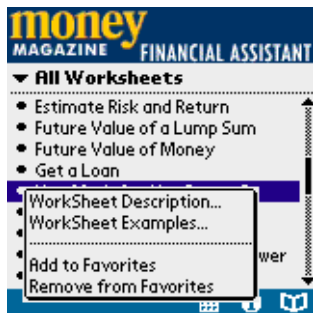 money
MAGAZINE FINANCIAL ASSISTANT
All Worksheets
Estimate Risk and Return
Future Value of a Lump Sum
Future Value of Money
Get a Loan
WorkSheet Description...
WorkSheet Examples...
wer
Add to Favorites
Remove from Favorites